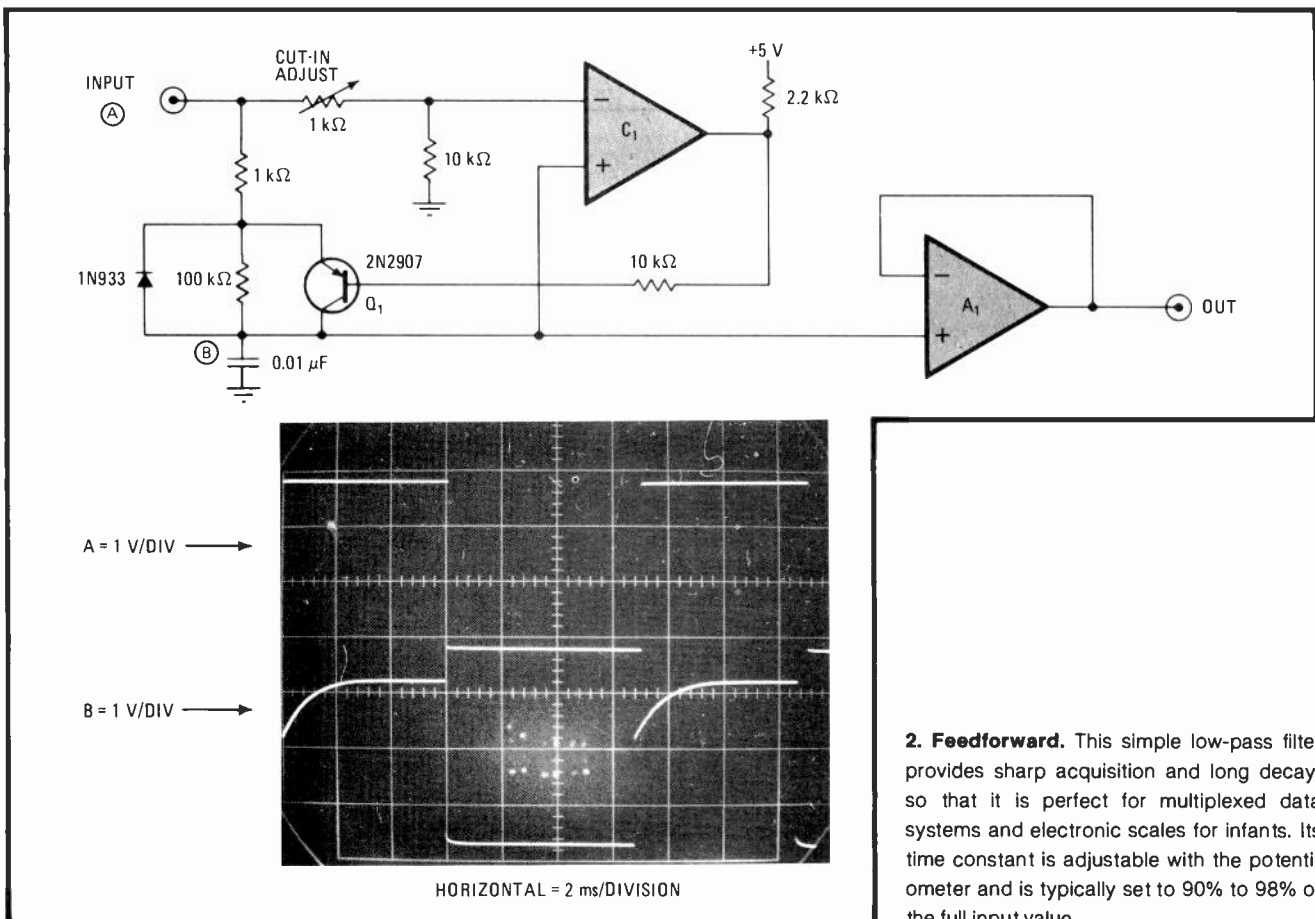 INPUT
A
CUT-IN
ADJUST
1 kΩ
1 kΩ
10 kΩ
−
C₁
+
+5 V
2.2 kΩ
1N933
100 kΩ
2N2907
Q₁
10 kΩ
−
A₁
+
OUT
B
0.01 µF
A = 1 V/DIV
B = 1 V/DIV
HORIZONTAL = 2 ms/DIVISION
2. Feedforward. This simple low-pass filte
provides sharp acquisition and long decay
so that it is perfect for multiplexed data
systems and electronic scales for infants. Its
time constant is adjustable with the potenti
ometer and is typically set to 90% to 98% o
the full input value